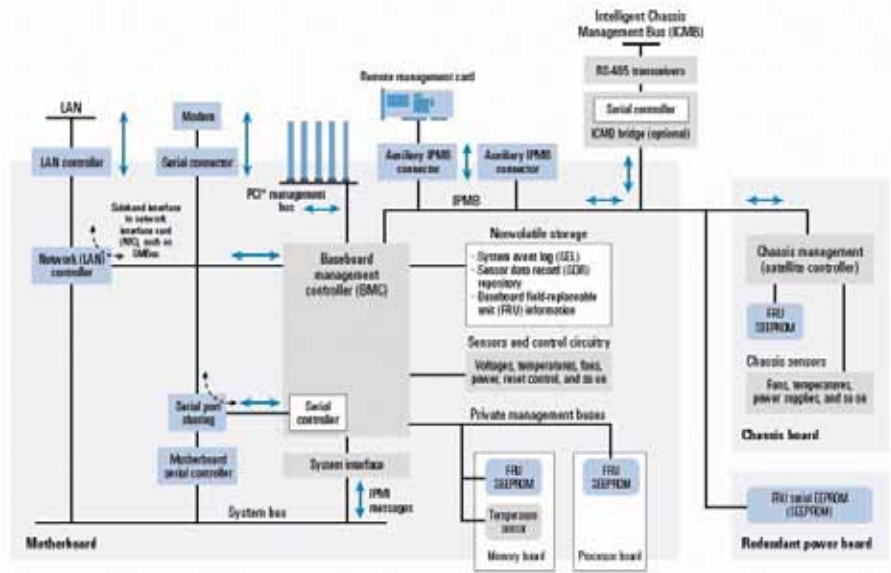 Intelligent Chassis
Management Bus (ICMB)
RS-485 transceivers
Serial controller
ICMB bridge (optional)
Remote management card
LAN
Modem
LAN controller
Serial connector
PCI* management
bus
Auxiliary IPMB
connector
Auxiliary IPMB
connector
IPMB
Sideband interface
to network
interface card
(NIC), such as
SMBus
Network (LAN)
controller
Baseboard
management
controller (BMC)
Nonvolatile storage
· System event log (SEL)
· Sensor data record (SDR)
repository
· Baseboard field-replaceable
unit (FRU) information
Sensors and control circuitry
Voltages, temperatures, fans,
power, reset control, and so on
Chassis management
(satellite controller)
FRU
SEEPROM
Chassis sensors
Fans, temperatures,
power supplies, and so on
Chassis board
Serial port
sharing
Serial
controller
Private management buses
Motherboard
serial controller
System interface
IPMI
messages
System bus
Motherboard
FRU
SEEPROM
Temperature
sensor
Memory board
FRU
SEEPROM
Processor board
FRU serial EEPROM
(SEEPROM)
Redendant power board